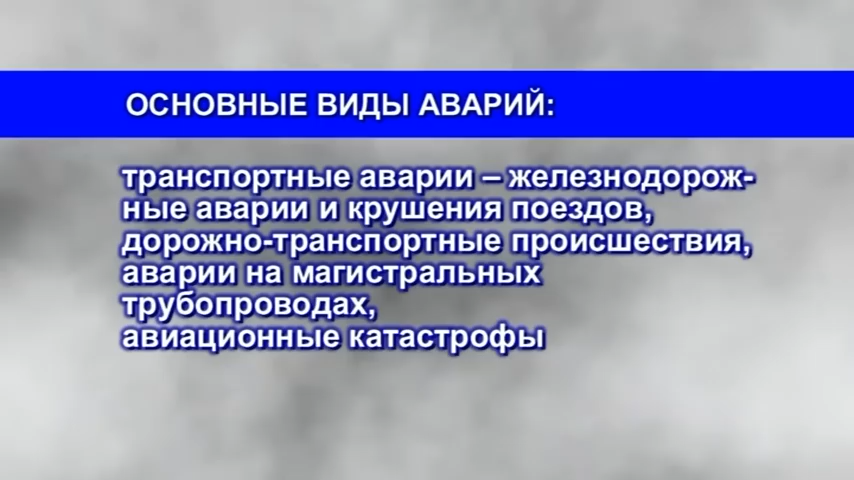 ОСНОВНЫЕ ВИДЫ АВАРИЙ:
транспортные аварии – железнодорож-
ные аварии и крушения поездов,
дорожно-транспортные происшествия,
аварии на магистральных
трубопроводах,
авиационные катастрофы